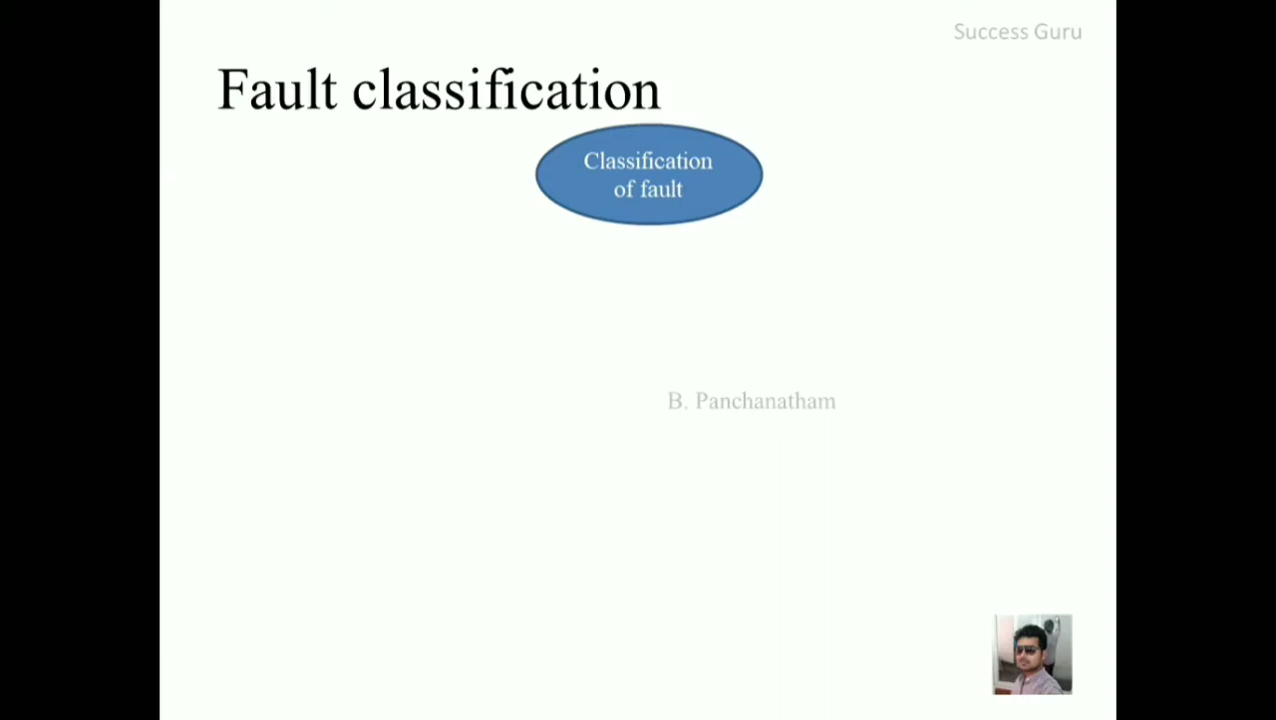 Success Guru
Fault classification
Classification
of fault
B. Panchanatham